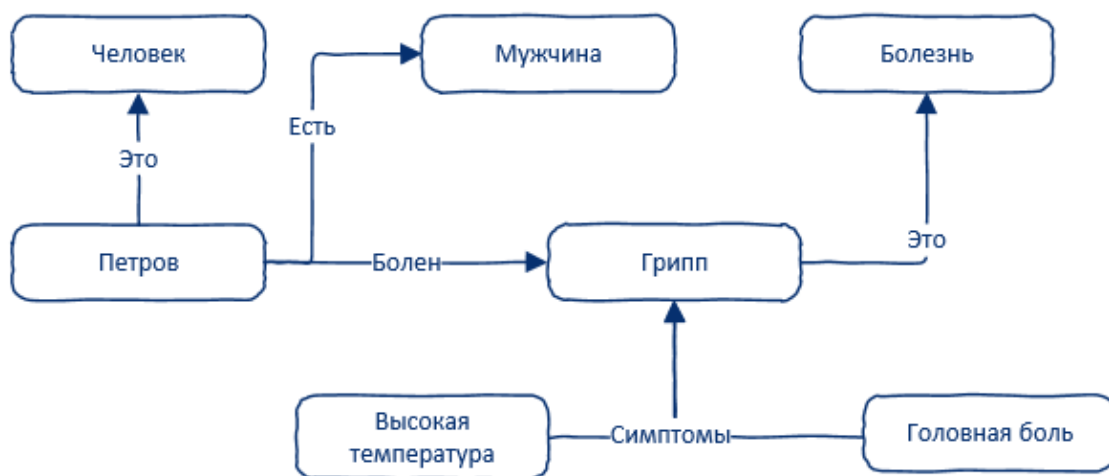 Человек
Мужчина
Болезнь
Есть
Это
Это
Петров
Болен
Грипп
Высокая
температура
Симптомы
Головная боль